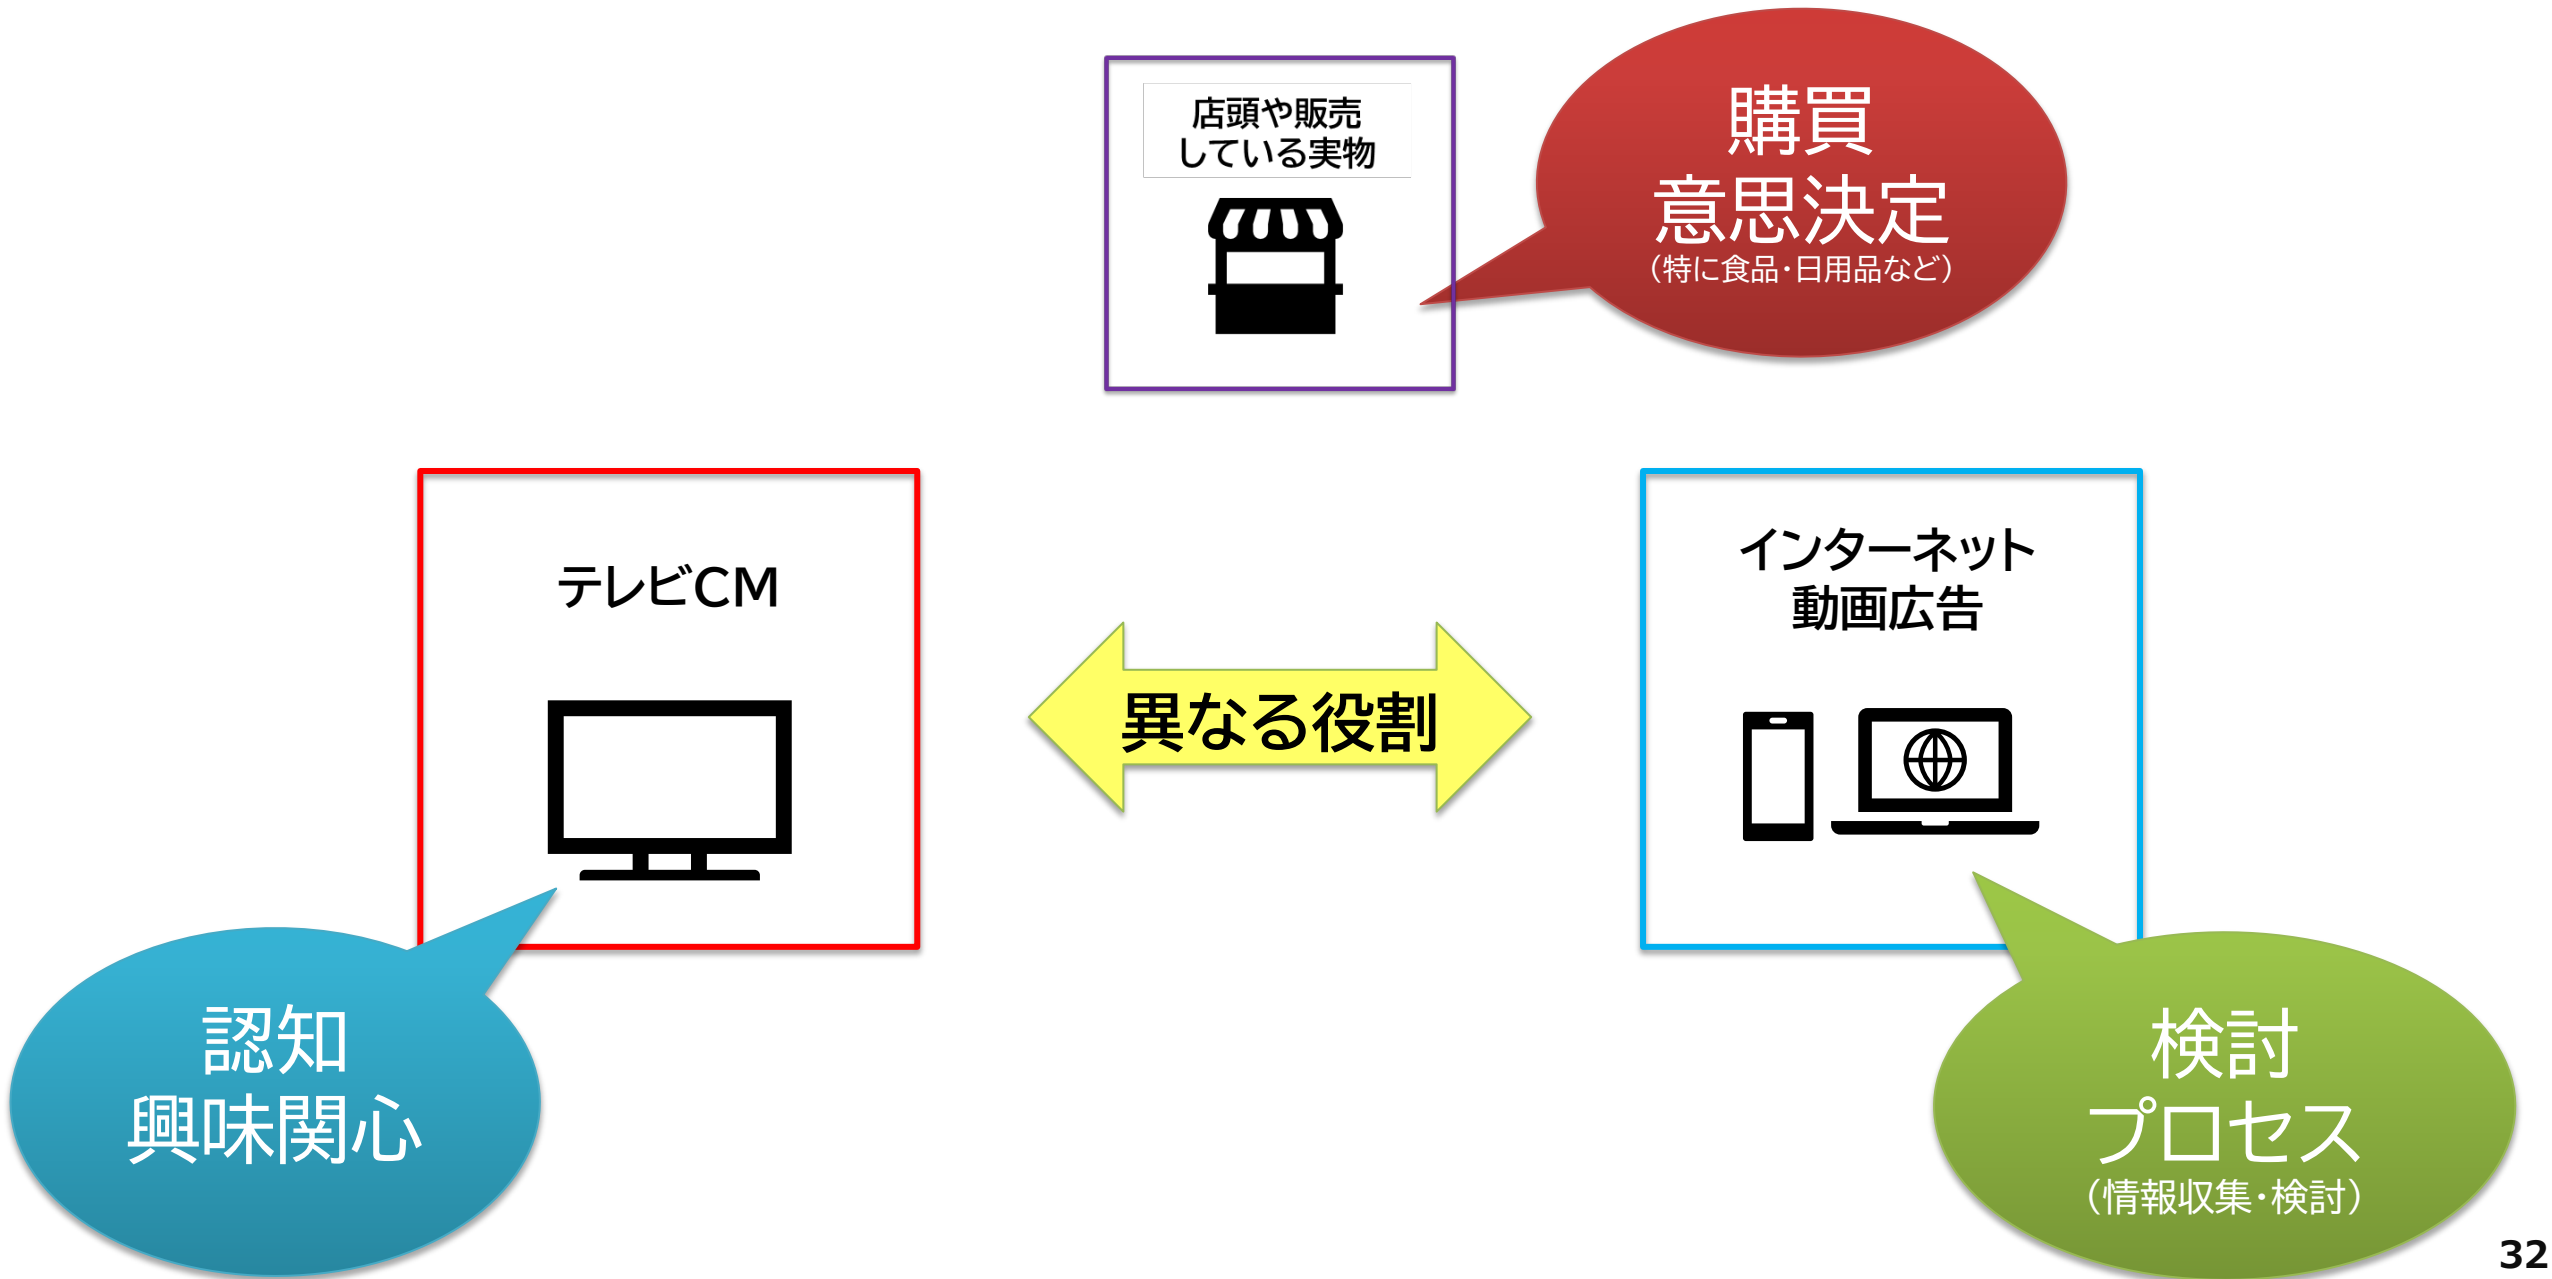 店頭や販売
している実物
購買
意思決定
（特に食品・日用品など）
テレビCM
異なる役割
インターネット
動画広告
認知
興味関心
検討
プロセス
（情報収集・検討）
32